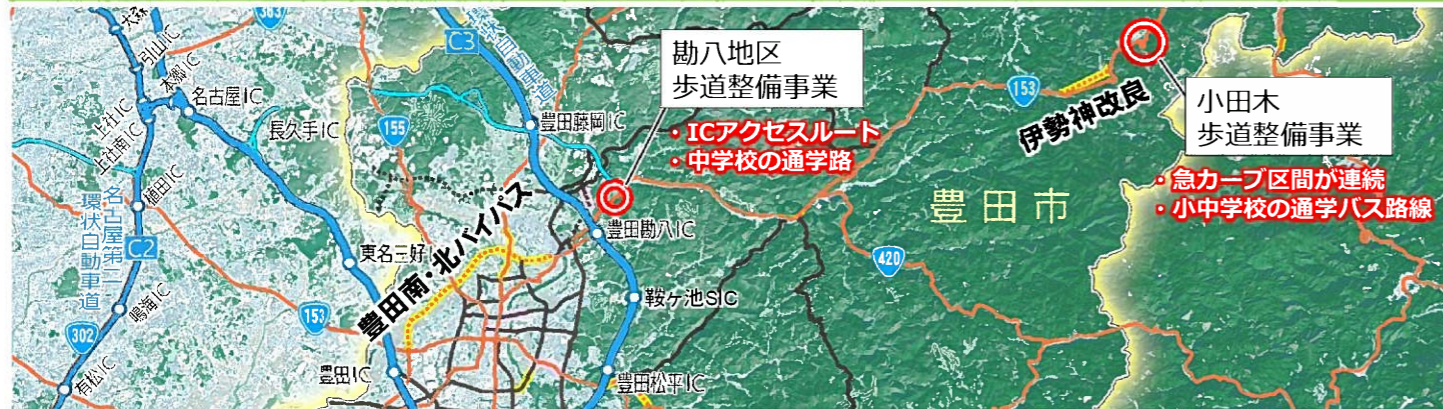 363
大森
引山IC
本郷IC
上社IC
上社南IC
名古屋IC
長久手IC
植田IC
名古屋第二
環状自動車道
C2
鳴海IC
302
有松IC
153
155
東名三好
豊田IC
豊田南・北バイパス
C3
自動車道
豊田藤岡IC
豊田勘八IC
鞍ヶ池SIC
豊田松平IC
勘八地区
歩道整備事業
・ICアクセスルート
・中学校の通学路
153
伊勢神改良
小田木
歩道整備事業
・急カーブ区間が連続
・小中学校の通学バス路線
豊田市
420